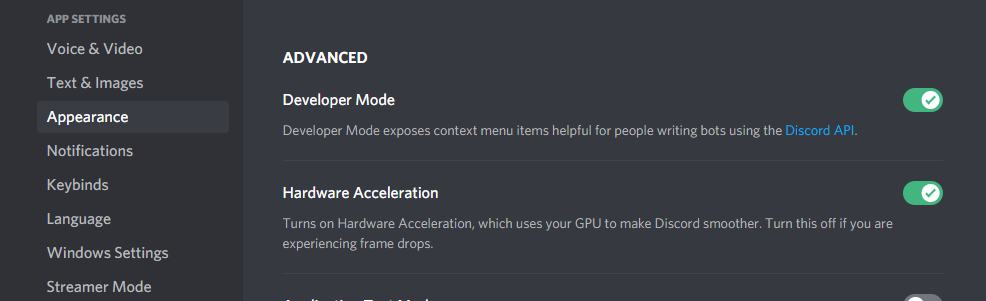 APP SETTINGS
Voice & Video
Text & Images
Appearance
Notifications
Keybinds
Language
Windows Settings
Streamer Mode
ADVANCED
Developer Mode
Developer Mode exposes context menu items helpful for people writing bots using the Discord API.
Hardware Acceleration
Turns on Hardware Acceleration, which uses your GPU to make Discord smoother. Turn this off if you are
experiencing frame drops.